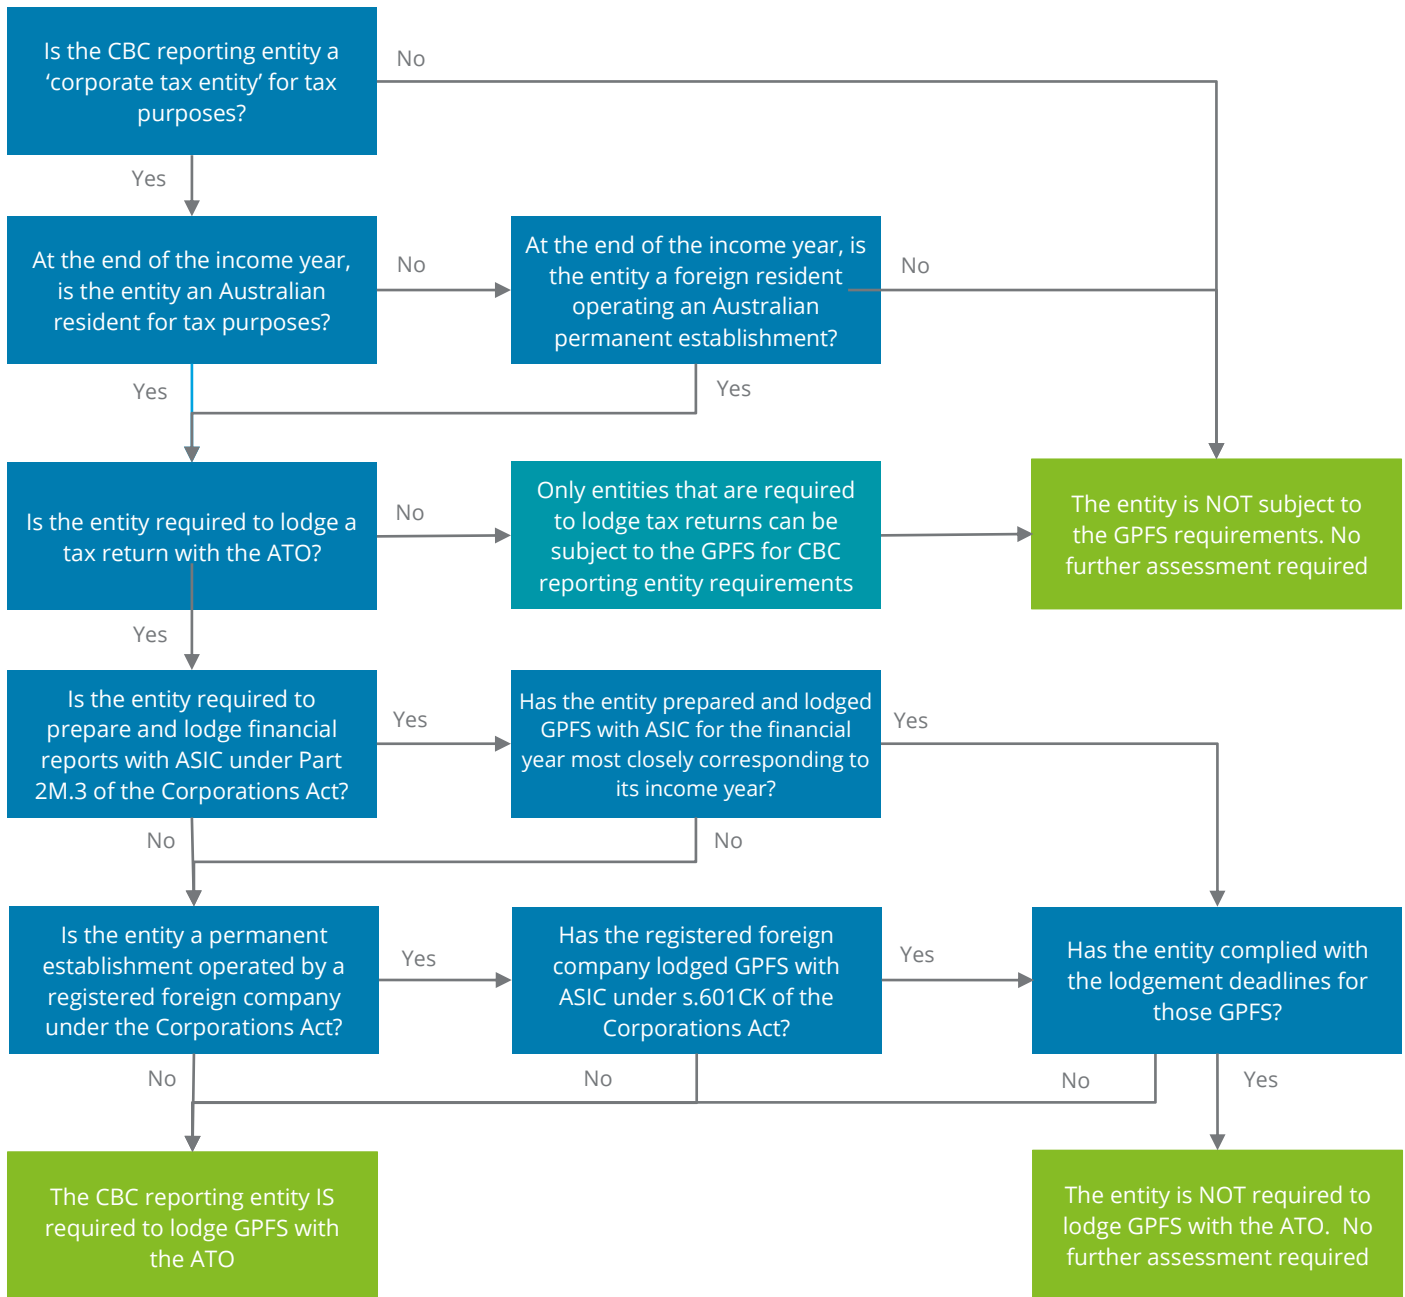 Is the CBC reporting entity a
‘corporate tax entity’ for tax
purposes?
No
Yes
At the end of the income year,
is the entity an Australian
resident for tax purposes?
No
At the end of the income year, is
the entity a foreign resident
operating an Australian
permanent establishment?
No
Yes
Yes
Is the entity required to lodge a
tax return with the ATO?
No
Only entities that are required
to lodge tax returns can be
subject to the GPFS for CBC
reporting entity requirements
The entity is NOT subject to
the GPFS requirements. No
further assessment required
Yes
Is the entity required to
prepare and lodge financial
reports with ASIC under Part
2M.3 of the Corporations Act?
Yes
Has the entity prepared and lodged
GPFS with ASIC for the financial
year most closely corresponding to
its income year?
Yes
No
No
Is the entity a permanent
establishment operated by a
registered foreign company
under the Corporations Act?
Yes
Has the registered foreign
company lodged GPFS with
ASIC under s.601CK of the
Corporations Act?
Yes
Has the entity complied with
the lodgement deadlines for
those GPFS?
No
No
No
Yes
The CBC reporting entity IS
required to lodge GPFS with
the ATO
The entity is NOT required to
lodge GPFS with the ATO.  No
further assessment required